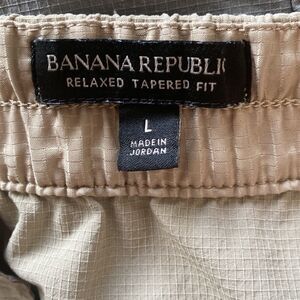 BANANA REPUBLIC
RELAXED TAPERED FIT
L
MADE IN
JORDAN